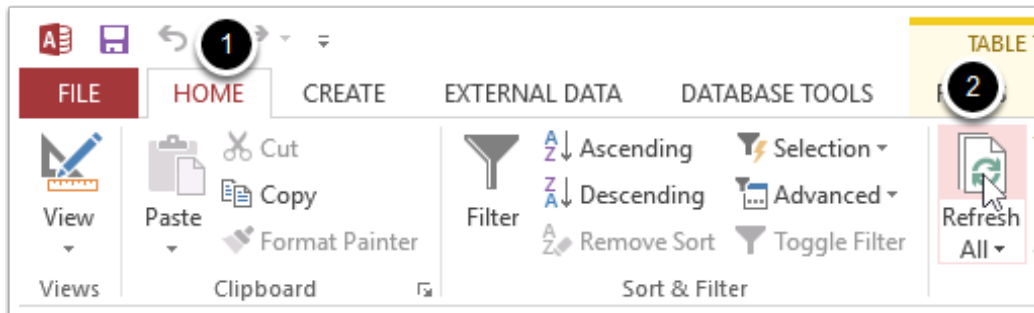 1
TABLE
2
FILE HOME CREATE EXTERNAL DATA DATABASE TOOLS
View
Paste
Cut
Copy
Format Painter
Filter
Ascending
Descending
Remove Sort
Selection
Advanced
Toggle Filter
Refresh
All
Views
Clipboard
Sort & Filter